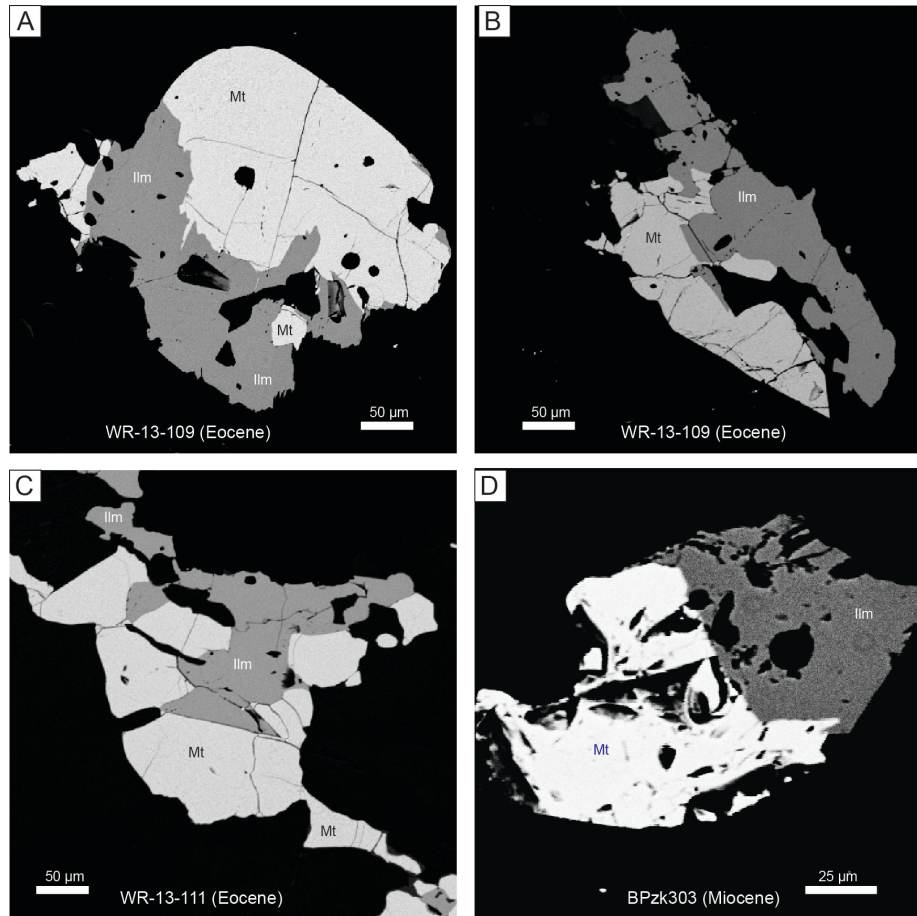 A
Mt
Ilm
Mt
Ilm
50 µm
WR-13-109 (Eocene)
B
Ilm
Mt
50 µm
WR-13-109 (Eocene)
C
Ilm
Ilm
Mt
Mt
50 µm
WR-13-111 (Eocene)
D
Ilm
Mt
25 µm
BPzk303 (Miocene)